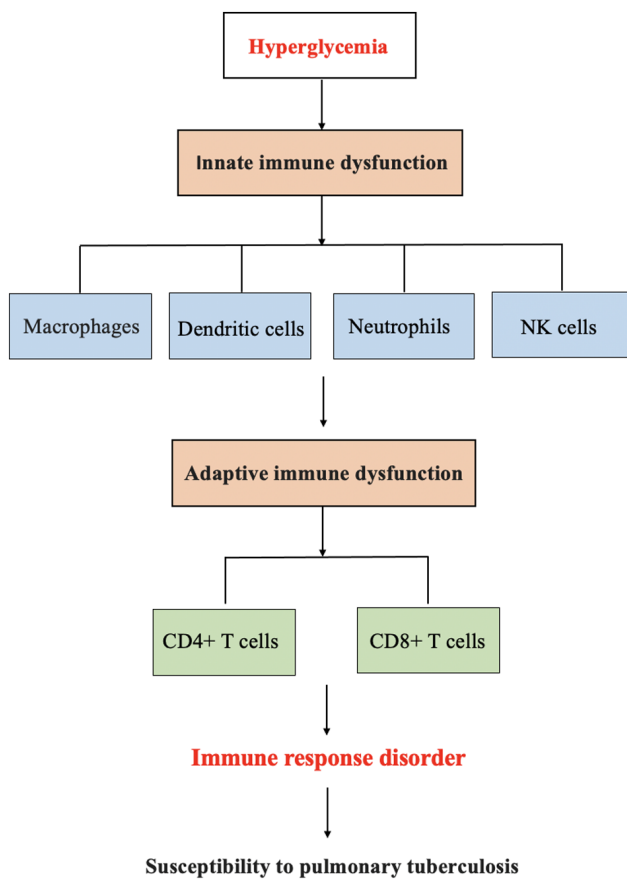 Hyperglycemia
Innate immune dysfunction
Macrophages
Dendritic cells
Neutrophils
NK cells
Adaptive immune dysfunction
CD4+ T cells
CD8+ T cells
Immune response disorder
Susceptibility to pulmonary tuberculosis